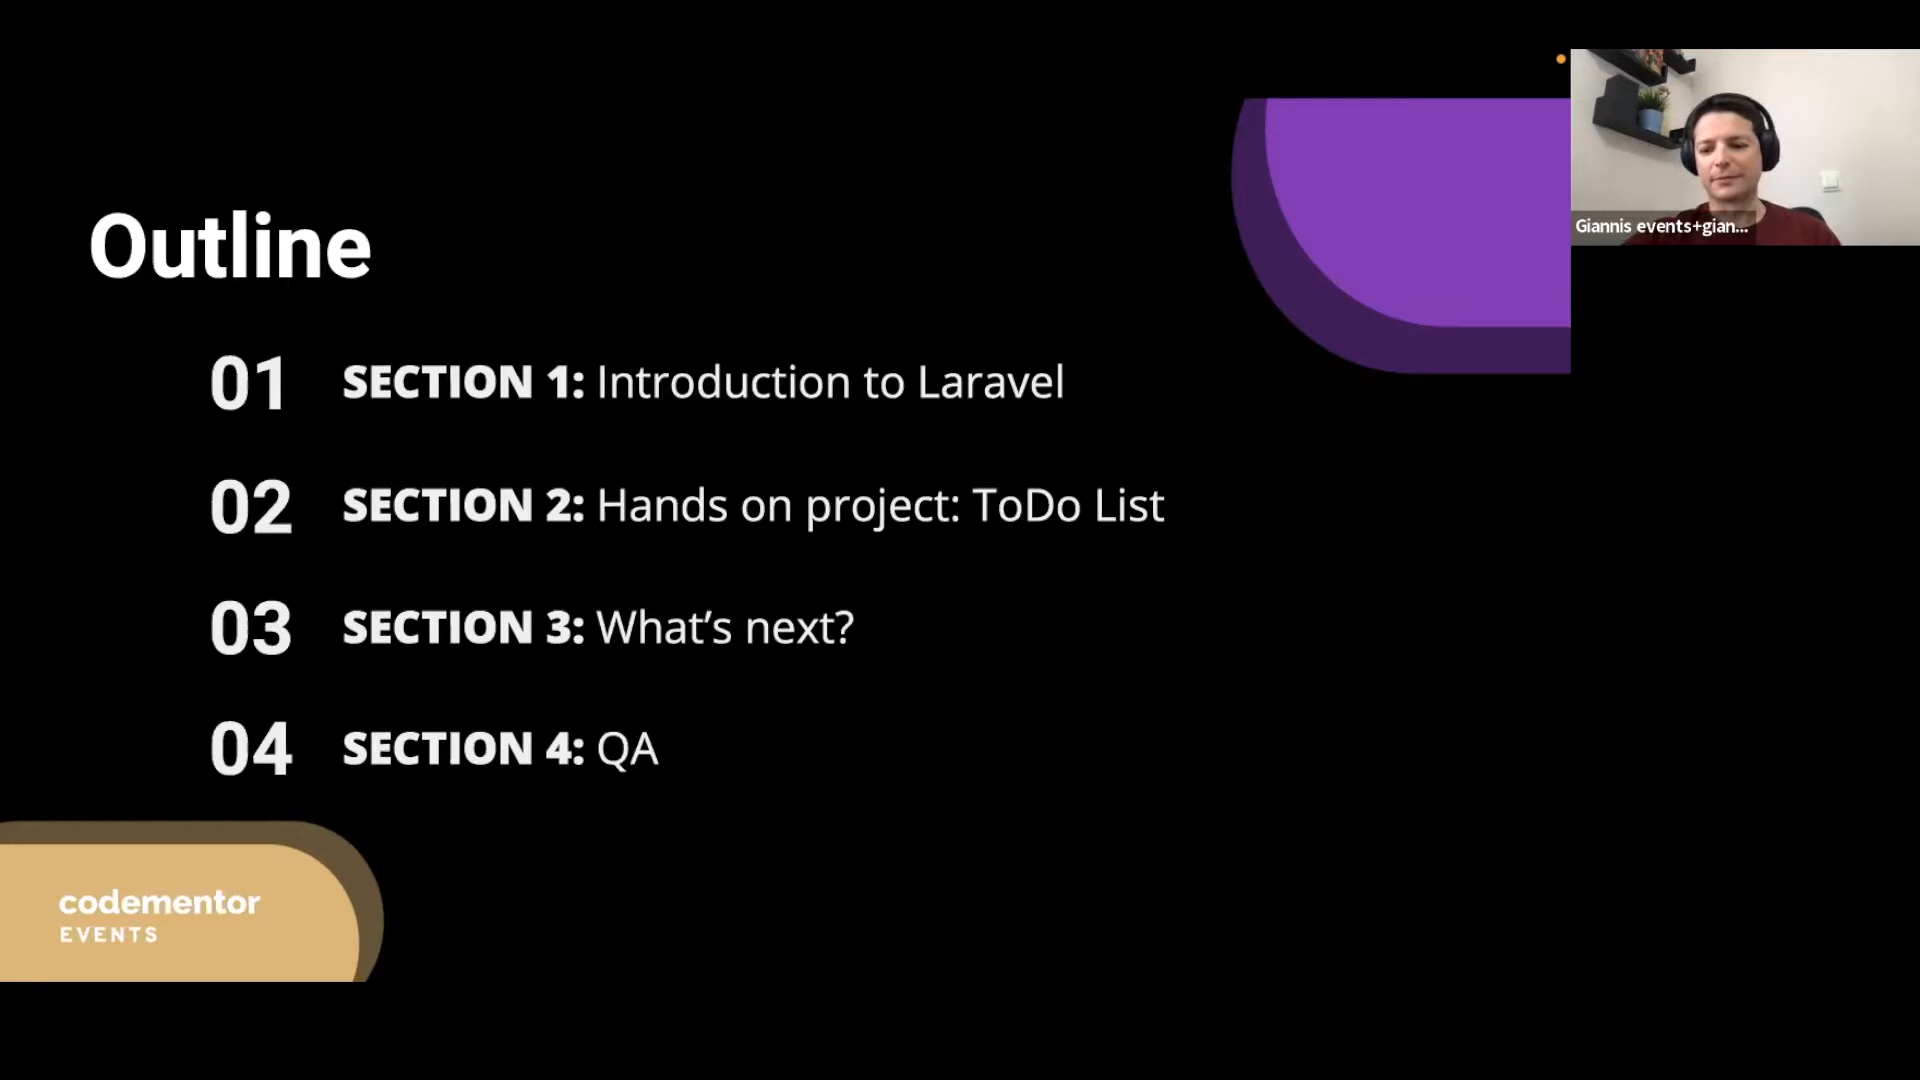 Outline
01 SECTION 1: Introduction to Laravel
02 SECTION 2: Hands on project: ToDo List
03 SECTION 3: What’s next?
04 SECTION 4: QA
codementor
EVENTS
Giannis events+gian...